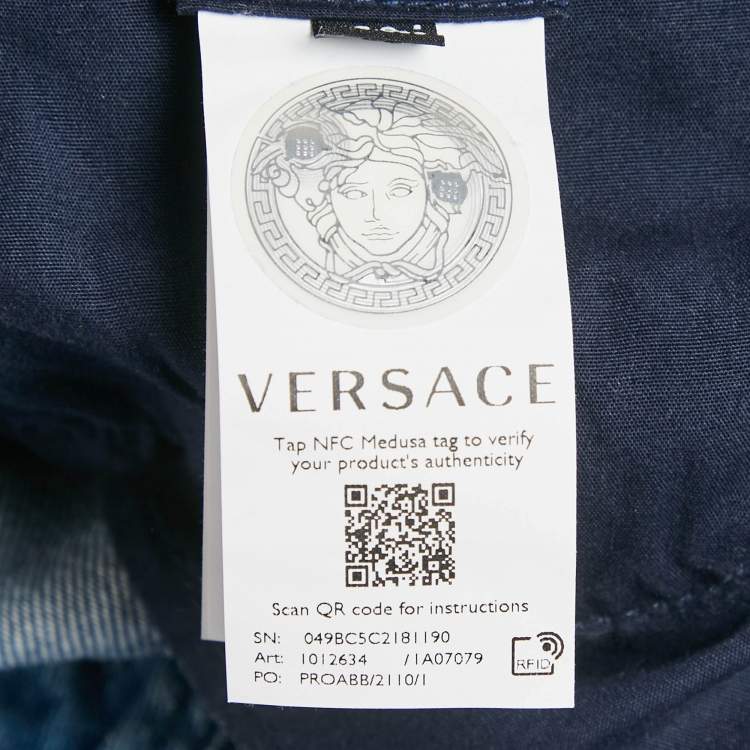 VERSACE
Tap NFC Medusa tag to verify
your product's authenticity
Scan QR code for instructions
SN: 049BC5C2181190
Art: 1012634 /1A07079
PO: PROABB/2110/1
RFID